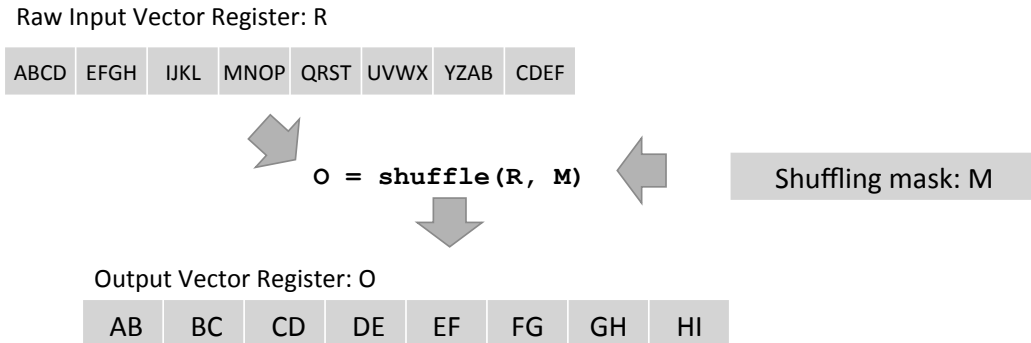 Raw Input Vector Register: R
ABCD EFGH IJKL MNOP QRST UVWX YZAB CDEF
O = shuffle(R, M)
Shuffling mask: M
Output Vector Register: O
AB BC CD DE EF FG GH HI